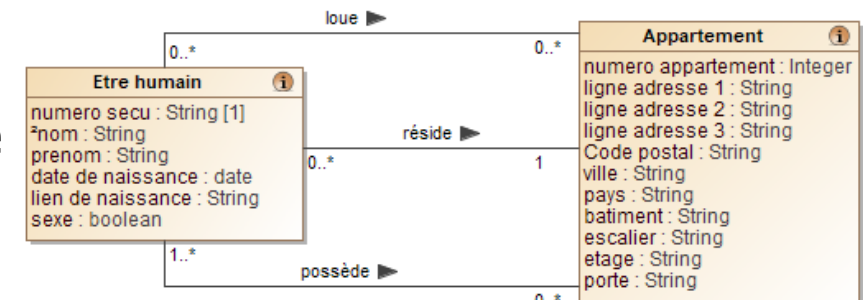 loue
0..*
0..*
Etre humain
numero secu : String [1]
²nom : String
prenom : String
date de naissance : date
lien de naissance : String
sexe : boolean
Appartement
numero appartement : Integer
ligne adresse 1 : String
ligne adresse 2 : String
ligne adresse 3 : String
Code postal : String
ville : String
pays : String
batiment : String
escalier : String
etage : String
porte : String
réside
0..*
1
1..*
possède
0..*
e